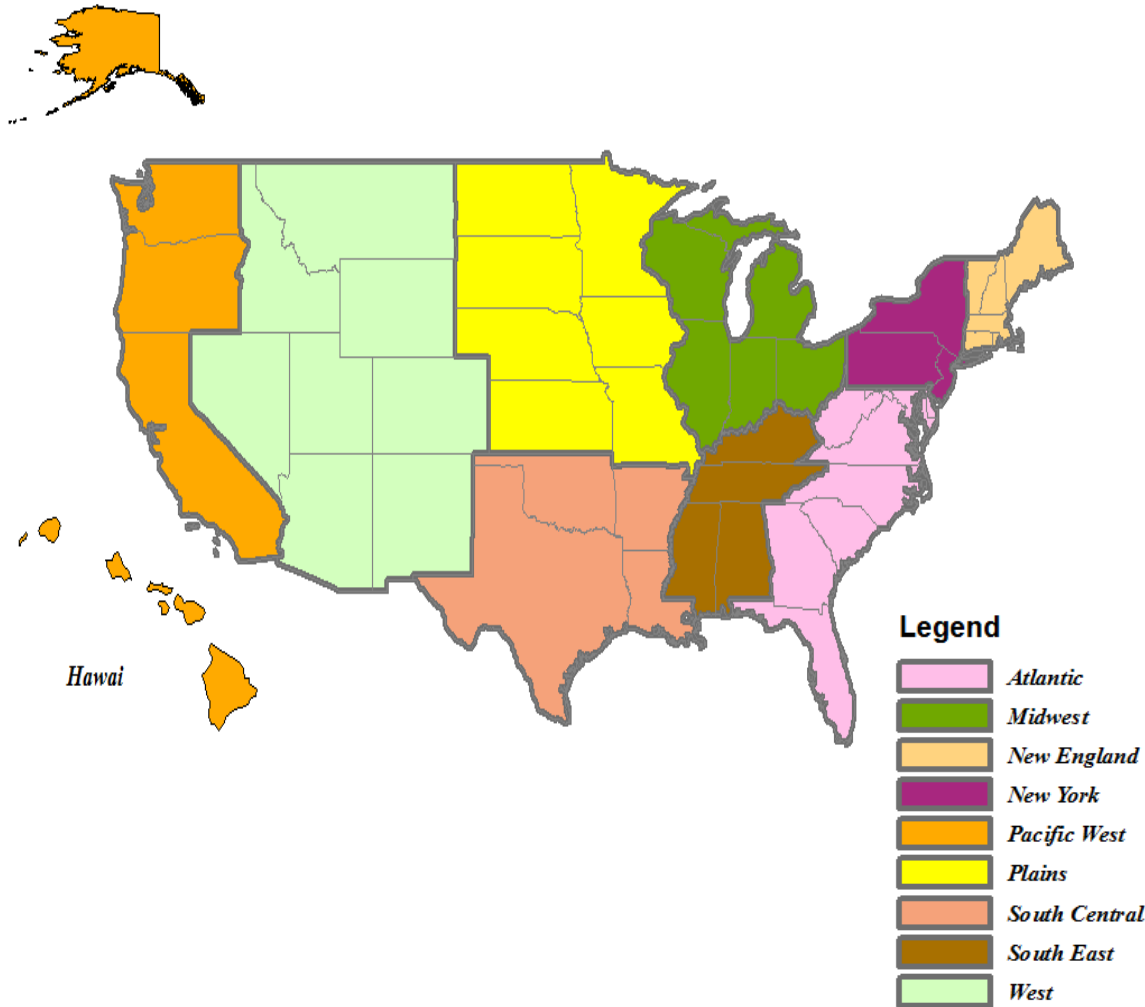 Hawai
Legend
Atlantic
Midwest
New England
New York
Pacific West
Plains
South Central
South East
West